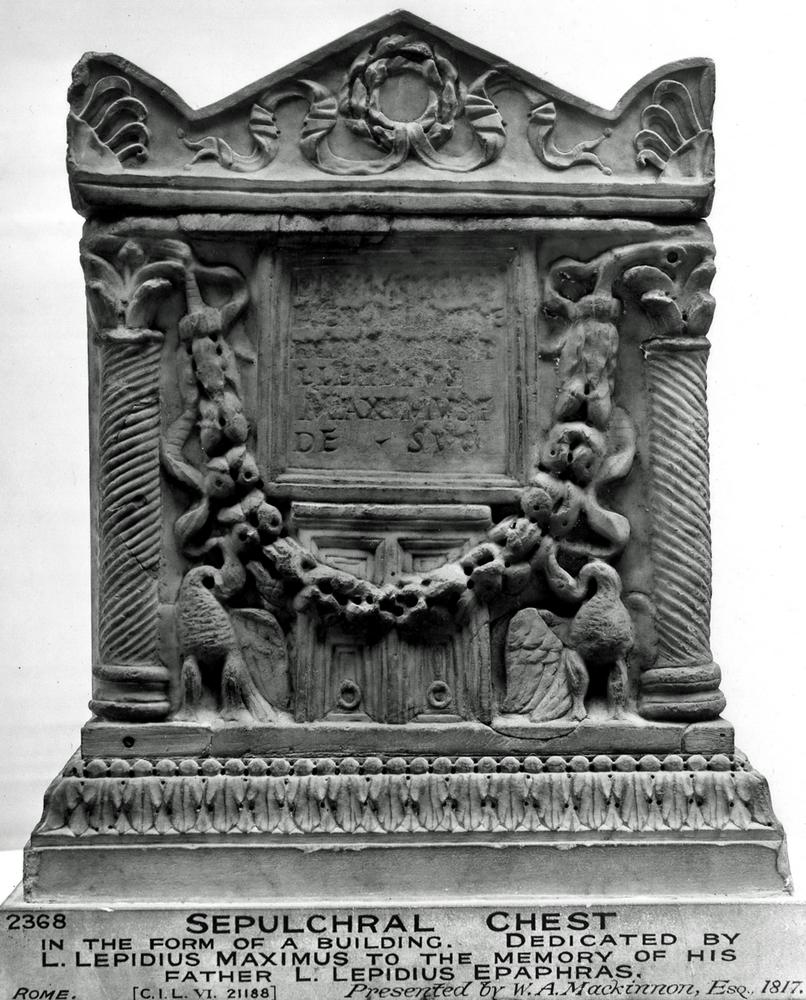 L LEPIDIVS
MAXIMVS F
DE · SVO
2368 SEPULCHRAL CHEST
IN THE FORM OF A BUILDING. DEDICATED BY
L. LEPIDIUS MAXIMUS TO THE MEMORY OF HIS
FATHER L. LEPIDIUS EPAPHRAS.
ROME. [C.I.L. VI. 21188] Presented by W. A. Mackinnon, Esq., 1817.